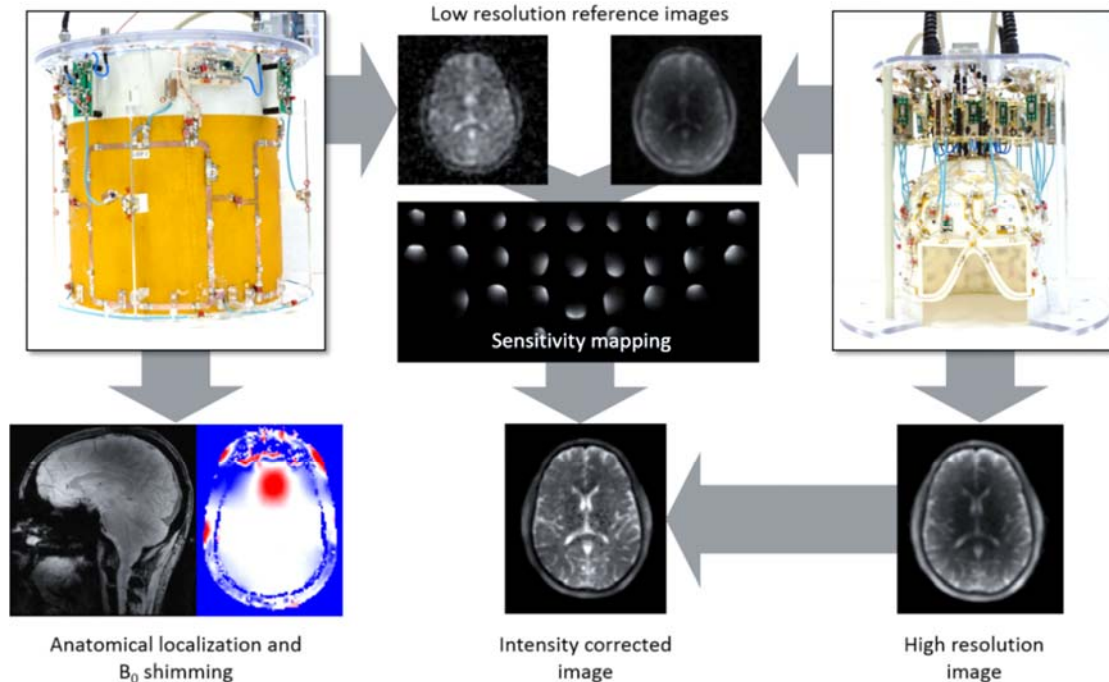 Low resolution reference images
Sensitivity mapping
Anatomical localization and
B₀ shimming
Intensity corrected
image
High resolution
image